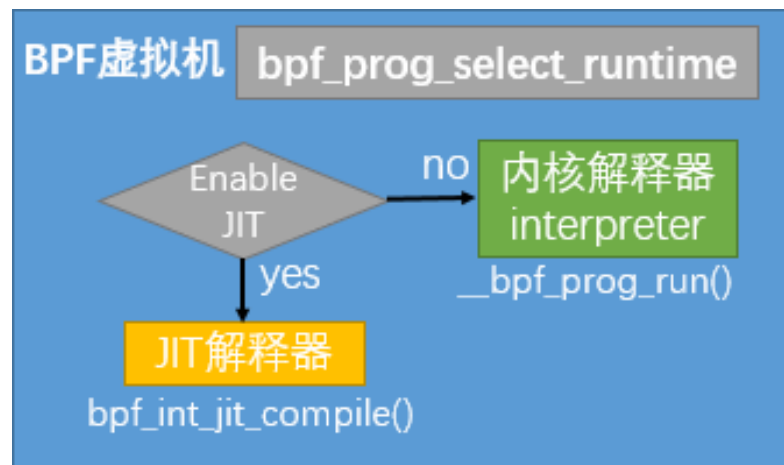 BPF虚拟机
bpf_prog_select_runtime
Enable
JIT
no
内核解释器
interpreter
__bpf_prog_run()
yes
JIT解释器
bpf_int_jit_compile()